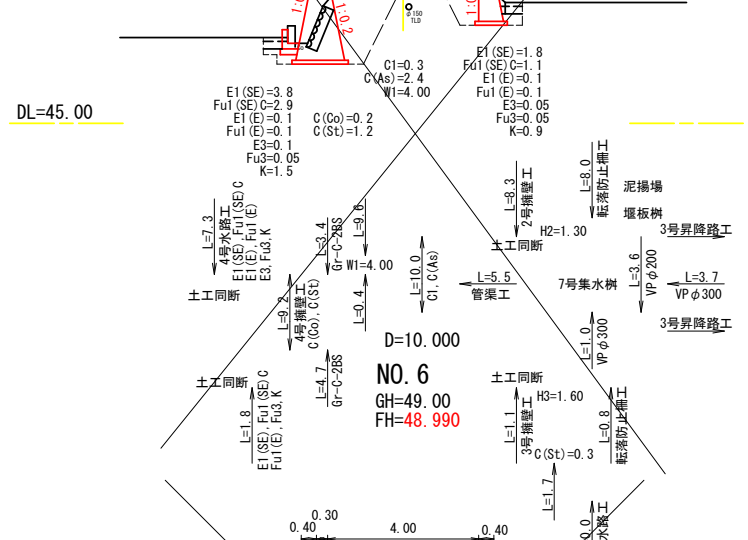 1:0.2
φ150
TLD
C1=0.3
C(As)=2.4
W1=4.00
E1(SE)=1.8
Fu1(SE)C=1.1
E1(E)=0.1
Fu1(E)=0.1
E3=0.05
Fu3=0.05
K=0.9
E1(SE)=3.8
Fu1(SE)C=2.9
E1(E)=0.1
Fu1(E)=0.1
E3=0.1
Fu3=0.05
K=1.5
C(Co)=0.2
C(St)=1.2
DL=45.00
L=7.3
4号水路工
E1(SE),Fu1(SE)C
E1(E),Fu1(E)
E3,Fu3,K
土工同断
L=3.4
Gr-C-2BS
L=9.6
W1=4.00
L=9.2
4号擁壁工
C(Co),C(St)
L=0.4
L=10.0
C1,C(As)
L=5.5
管渠工
L=8.3
2号擁壁工
H2=1.30
土工同断
L=8.0
転落防止柵工
泥揚場
堰板桝
3号昇降路工
7号集水桝
L=3.6
VPφ200
L=3.7
VPφ300
3号昇降路工
L=1.0
VPφ300
D=10.000
NO.6
GH=49.00
FH=48.990
L=4.7
Gr-C-2BS
土工同断
L=1.8
E1(SE),Fu1(SE)C
Fu1(E),Fu3,K
土工同断
H3=1.60
L=1.1
3号擁壁工
L=0.8
転落防止柵工
C(St)=0.3
L=1.7
水路工
0.30
0.40
4.00
0.40